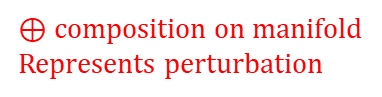 ⊕ composition on manifold
Represents perturbation